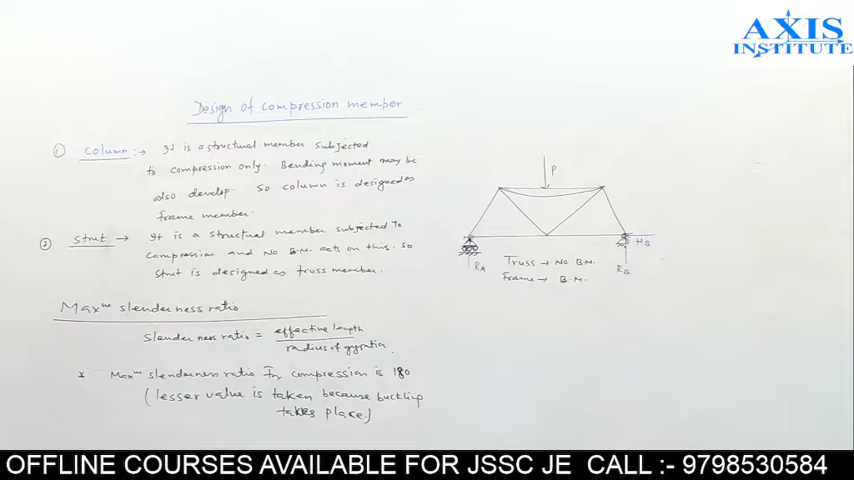 AXIS
INSTITUTE
Design of compression member
① Column :→ It is a structual member subjected
to compression only. Bending moment may be
also develop. So column is designed as
frame member.
② Strut → It is a structural member subjected To
compression and No B.M. acts on this. So
strut is designed as truss member.
P
RA
HB
RB
Truss → No B.M.
Frame → B.M.
Maxᵐ slenderness ratio
Slenderness ratio = effective length
radius of gyration.
* Maxᵐ slenderness ratio For compression is 180
(lesser value is taken because buckling
takes place)
OFFLINE COURSES AVAILABLE FOR JSSC JE CALL :- 9798530584